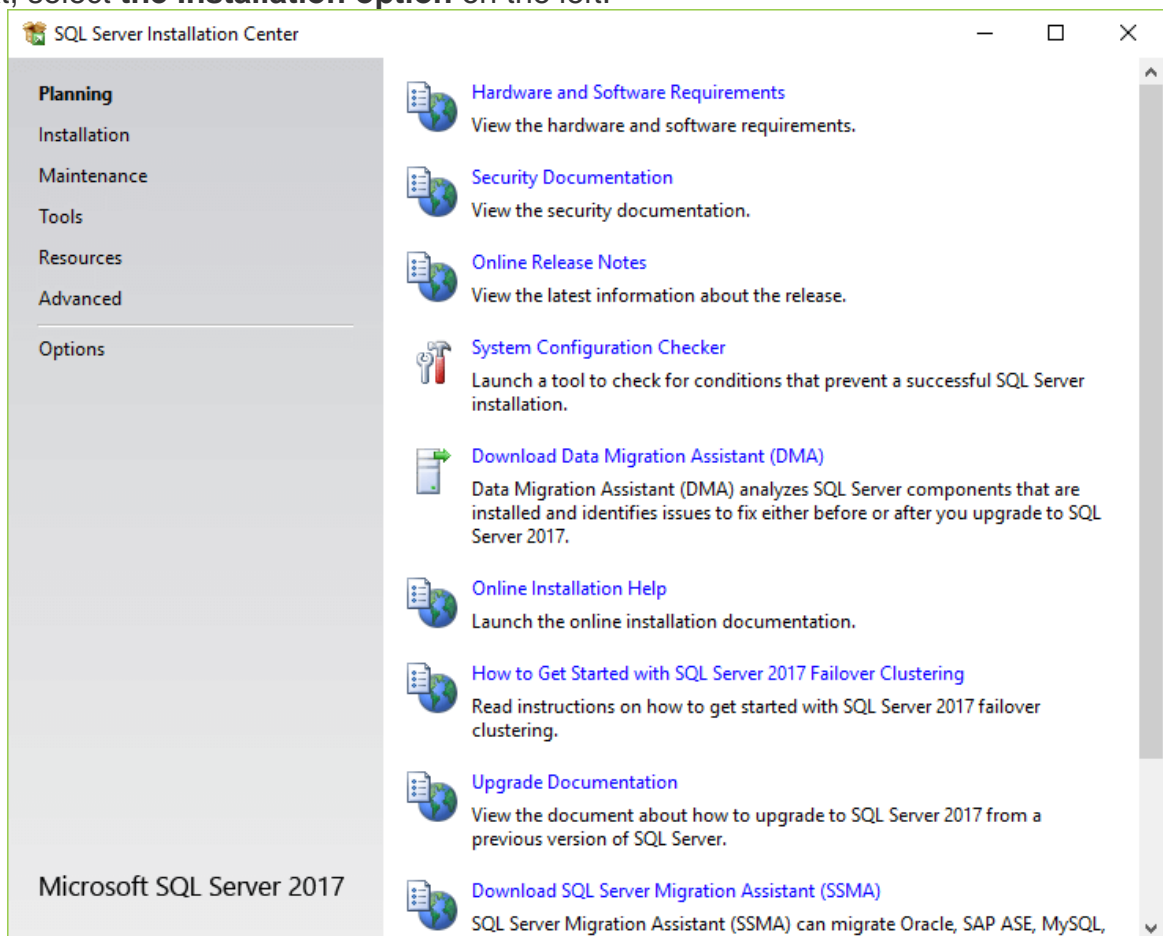 select the installation option on the left.
SQL Server Installation Center
Planning
Installation
Maintenance
Tools
Resources
Advanced
Options
Microsoft SQL Server 2017
Hardware and Software Requirements
View the hardware and software requirements.
Security Documentation
View the security documentation.
Online Release Notes
View the latest information about the release.
System Configuration Checker
Launch a tool to check for conditions that prevent a successful SQL Server
installation.
Download Data Migration Assistant (DMA)
Data Migration Assistant (DMA) analyzes SQL Server components that are
installed and identifies issues to fix either before or after you upgrade to SQL
Server 2017.
Online Installation Help
Launch the online installation documentation.
How to Get Started with SQL Server 2017 Failover Clustering
Read instructions on how to get started with SQL Server 2017 failover
clustering.
Upgrade Documentation
View the document about how to upgrade to SQL Server 2017 from a
previous version of SQL Server.
Download SQL Server Migration Assistant (SSMA)
SQL Server Migration Assistant (SSMA) can migrate Oracle, SAP ASE, MySQL,